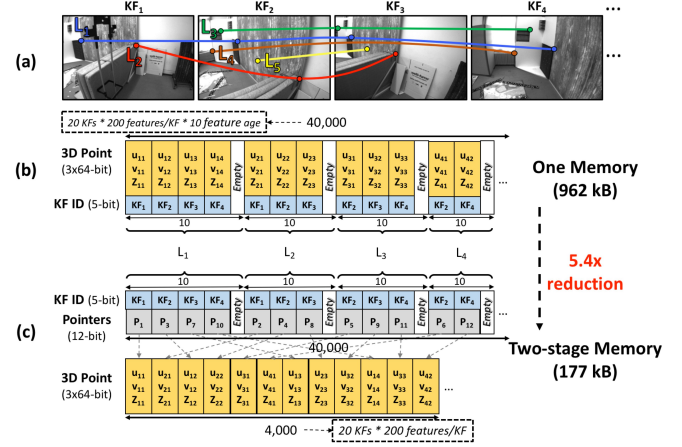 KF1 KF2 KF3 KF4 ...
L1 L2 L3 L4 L5 ...
(a)
20 KFs * 200 features/KF * 10 feature age 40,000
(b)
3D Point
(3x64-bit)
u11 u12 u13 u14 Empty u21 u22 u23 Empty u31 u32 u33 Empty u41 u42 Empty ...
v11 v12 v13 v14 v21 v22 v23 v31 v32 v33 v41 v42
Z11 Z12 Z13 Z14 Z21 Z22 Z23 Z31 Z32 Z33 Z41 Z42
KF ID (5-bit) KF1 KF2 KF3 KF4 KF1 KF2 KF3 KF1 KF3 KF4 KF2 KF4
10 10 10 10
One Memory
(962 kB)
L1 L2 L3 L4
5.4x
reduction
10 10 10 10
KF ID (5-bit) KF1 KF2 KF3 KF4 Empty KF1 KF2 KF3 Empty KF2 KF3 KF4 Empty KF2 KF4 Empty ...
(c)
Pointers
(12-bit)
P1 P3 P7 P10 P2 P4 P8 P5 P9 P11 P6 P12
40,000
Two-stage Memory
(177 kB)
3D Point
(3x64-bit)
u11 u21 u12 u22 u31 u41 u13 u23 u32 u14 u33 u42 ...
v11 v21 v12 v22 v31 v41 v13 v23 v32 v14 v33 v42
Z11 Z21 Z12 Z22 Z31 Z41 Z13 Z23 Z32 Z14 Z33 Z42
4,000 20 KFs * 200 features/KF